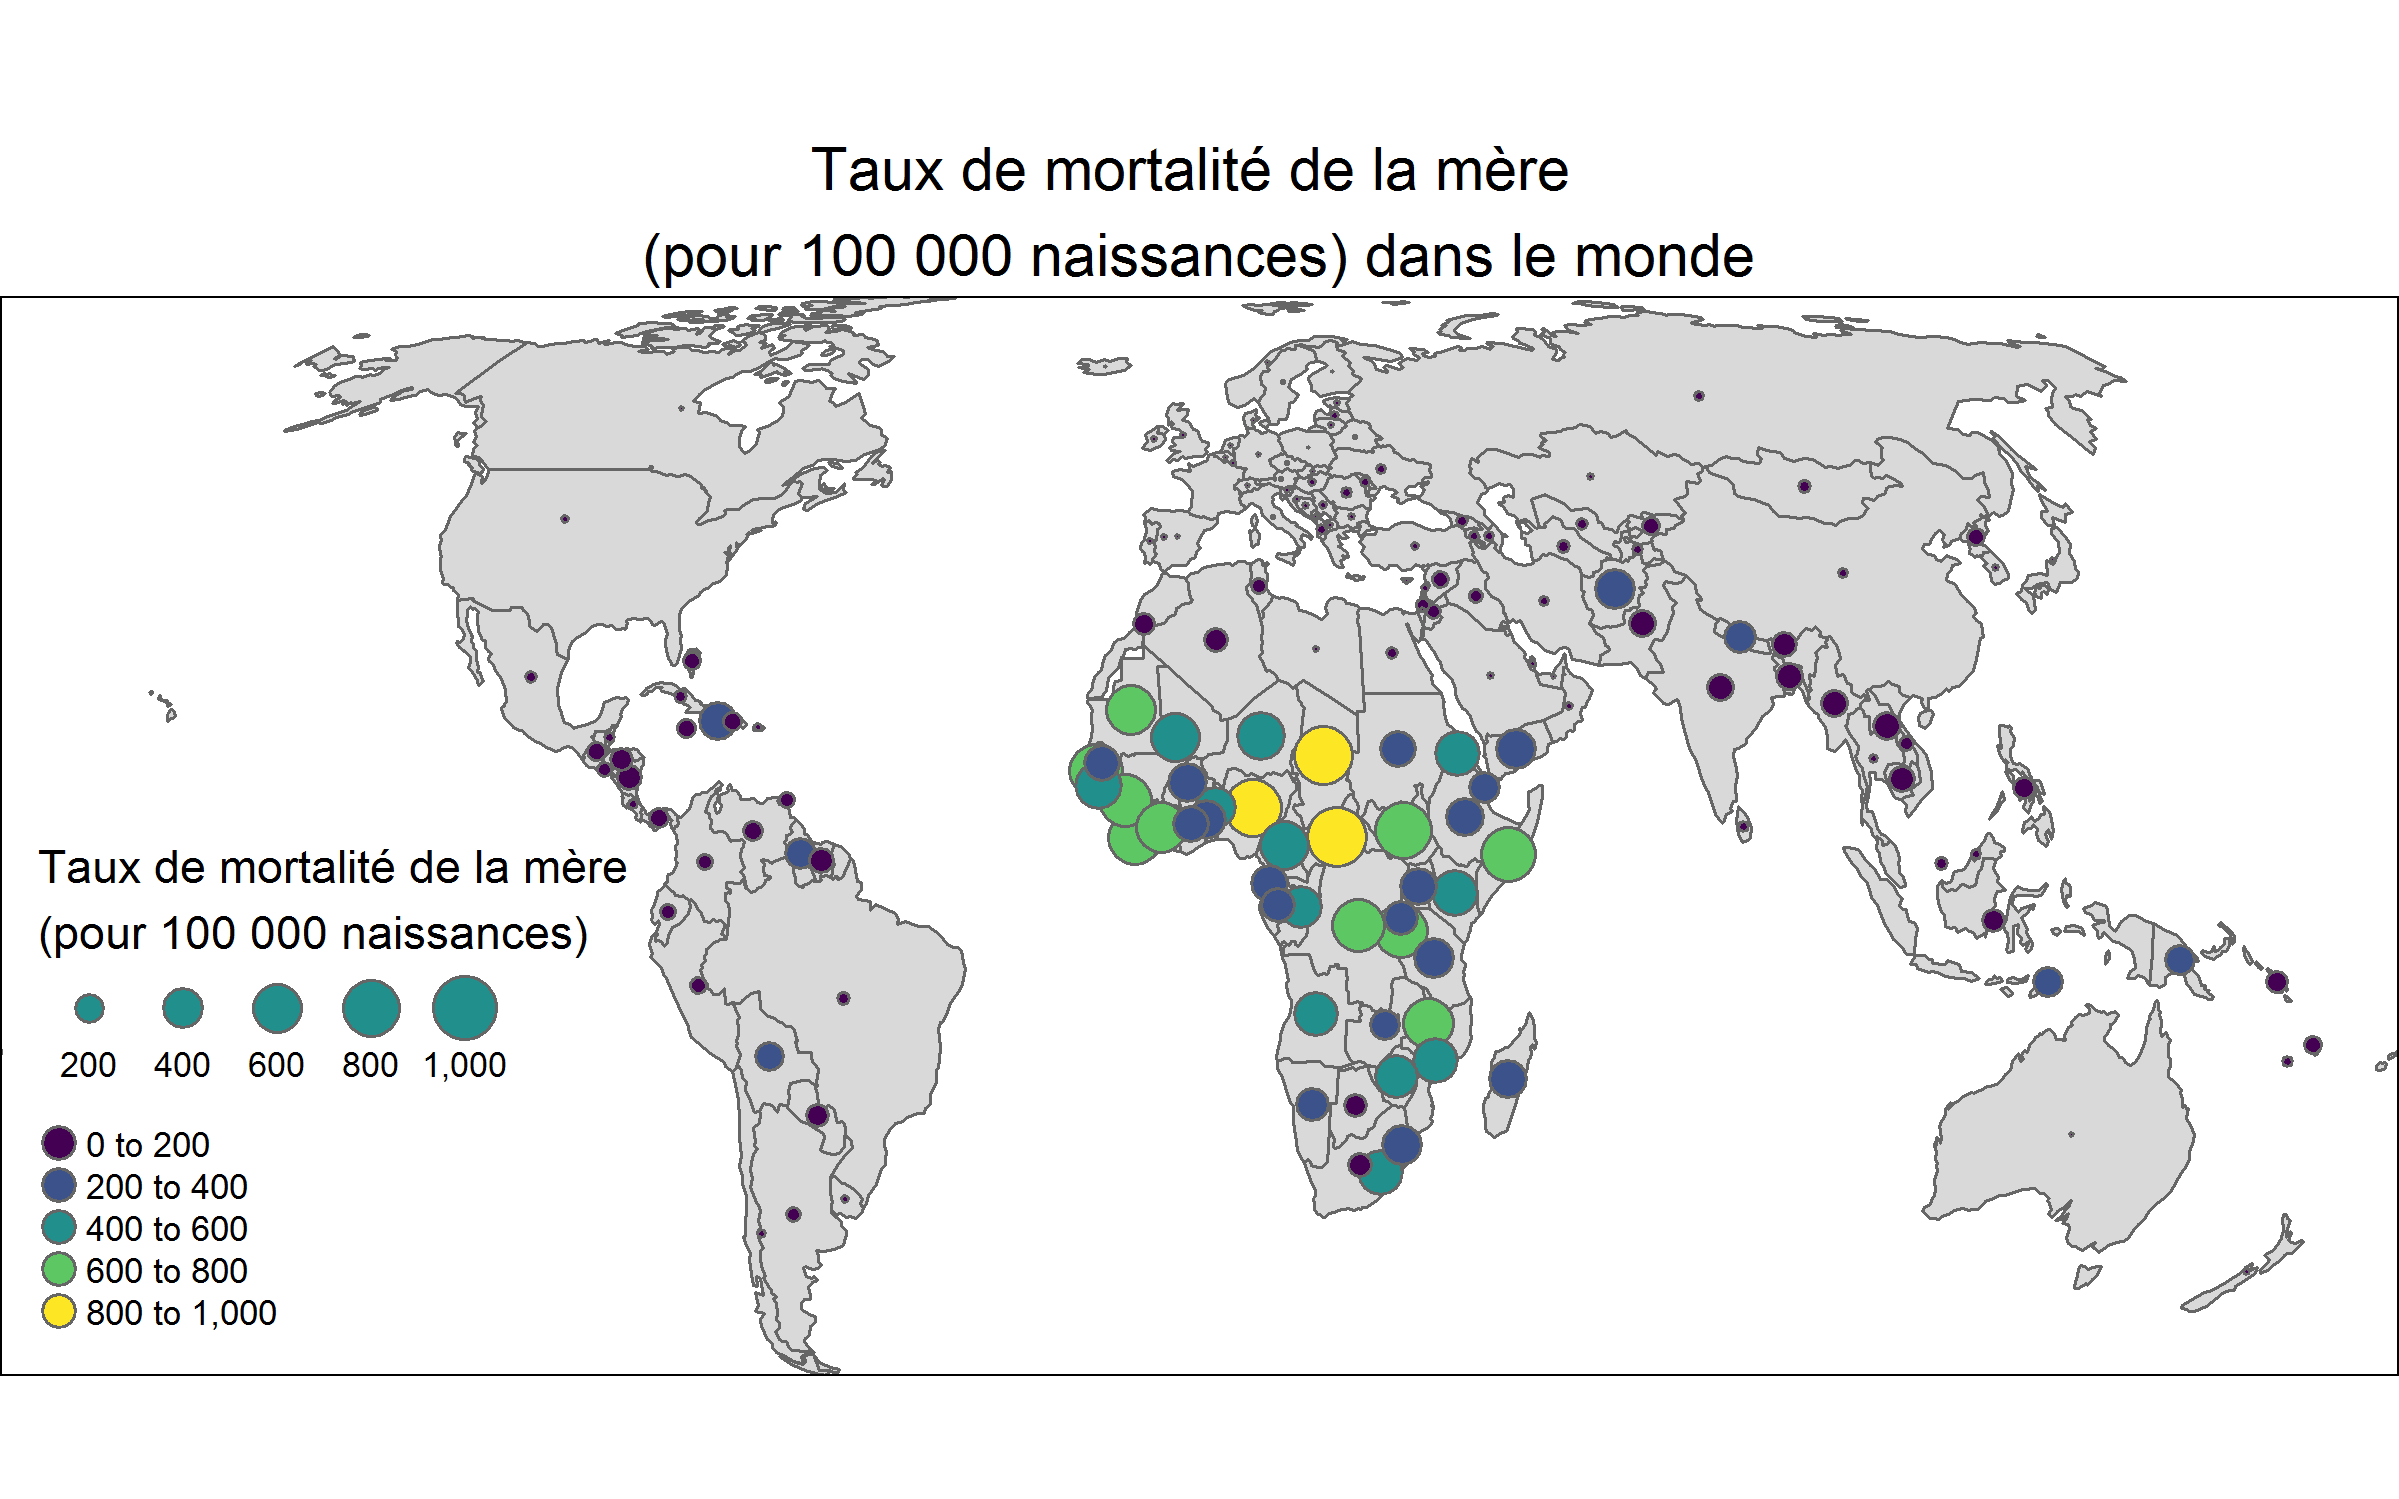 Taux de mortalité de la mère
(pour 100 000 naissances) dans le monde
Taux de mortalité de la mère
(pour 100 000 naissances)
200 400 600 800 1,000
0 to 200
200 to 400
400 to 600
600 to 800
800 to 1,000